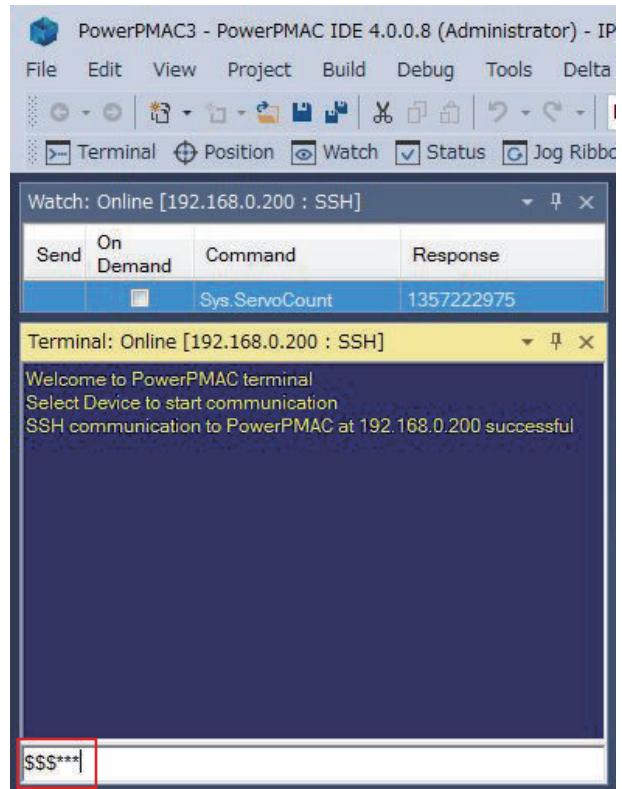 PowerPMAC3 - PowerPMAC IDE 4.0.0.8 (Administrator) - IP
File Edit View Project Build Debug Tools Delta
Terminal Position Watch Status Jog Ribbo
Watch: Online [192.168.0.200 : SSH]
Send On Demand Command Response
Sys.ServoCount 1357222975
Terminal: Online [192.168.0.200 : SSH]
Welcome to PowerPMAC terminal
Select Device to start communication
SSH communication to PowerPMAC at 192.168.0.200 successful
$$$***